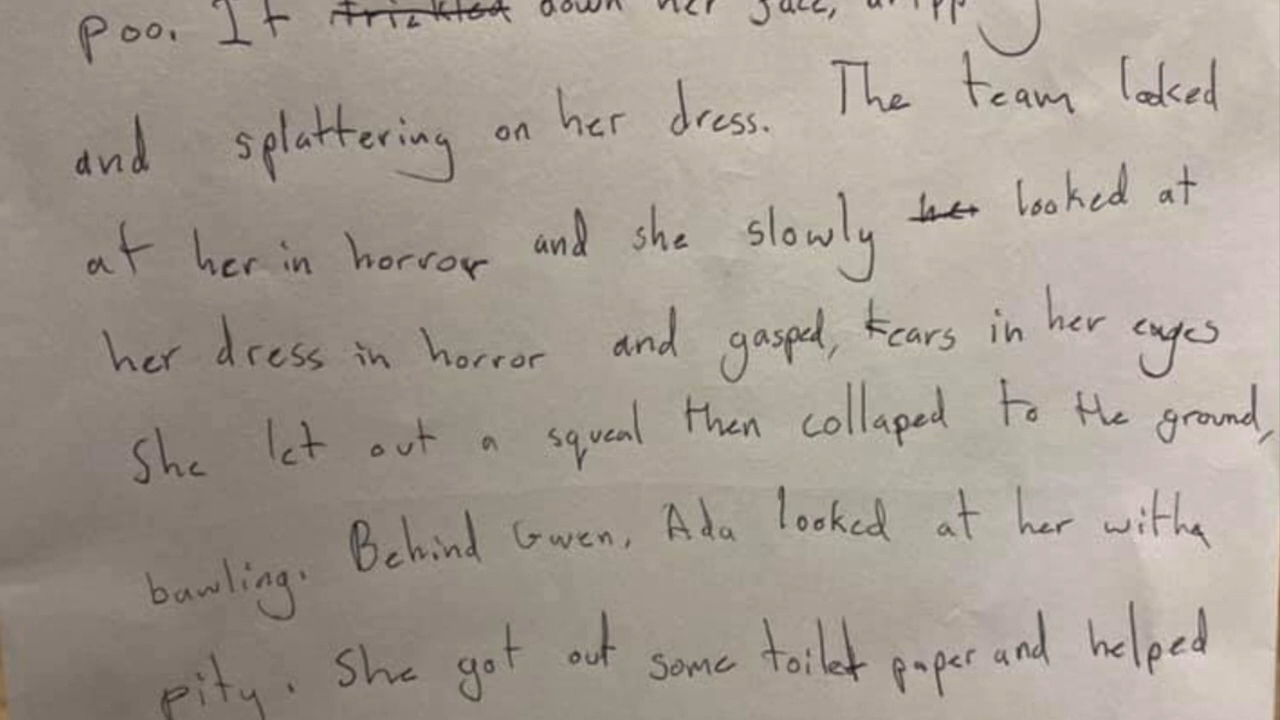 poo. It trickled down her face, dripping
and splattering on her dress. The team looked
at her in horror and she slowly her looked at
her dress in horror and gasped, tears in her eyes
She let out a squeal then collaped to the ground,
bawling. Behind Gwen, Ada looked at her with a
pity. She got out some toilet paper and helped